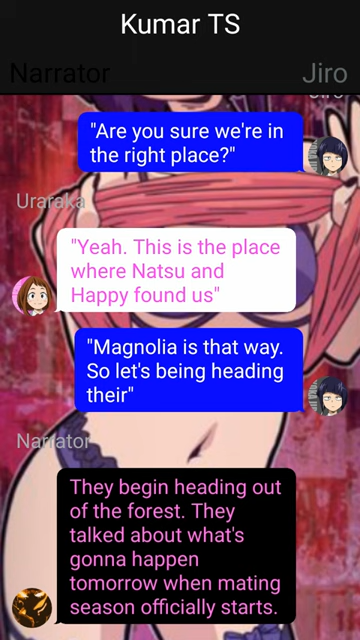 Kumar TS
Narrator
Jiro
Jiro
"Are you sure we're in
the right place?"
Uraraka
"Yeah. This is the place
where Natsu and
Happy found us"
"Magnolia is that way.
So let's being heading
their"
Narrator
They begin heading out
of the forest. They
talked about what's
gonna happen
tomorrow when mating
season officially starts.